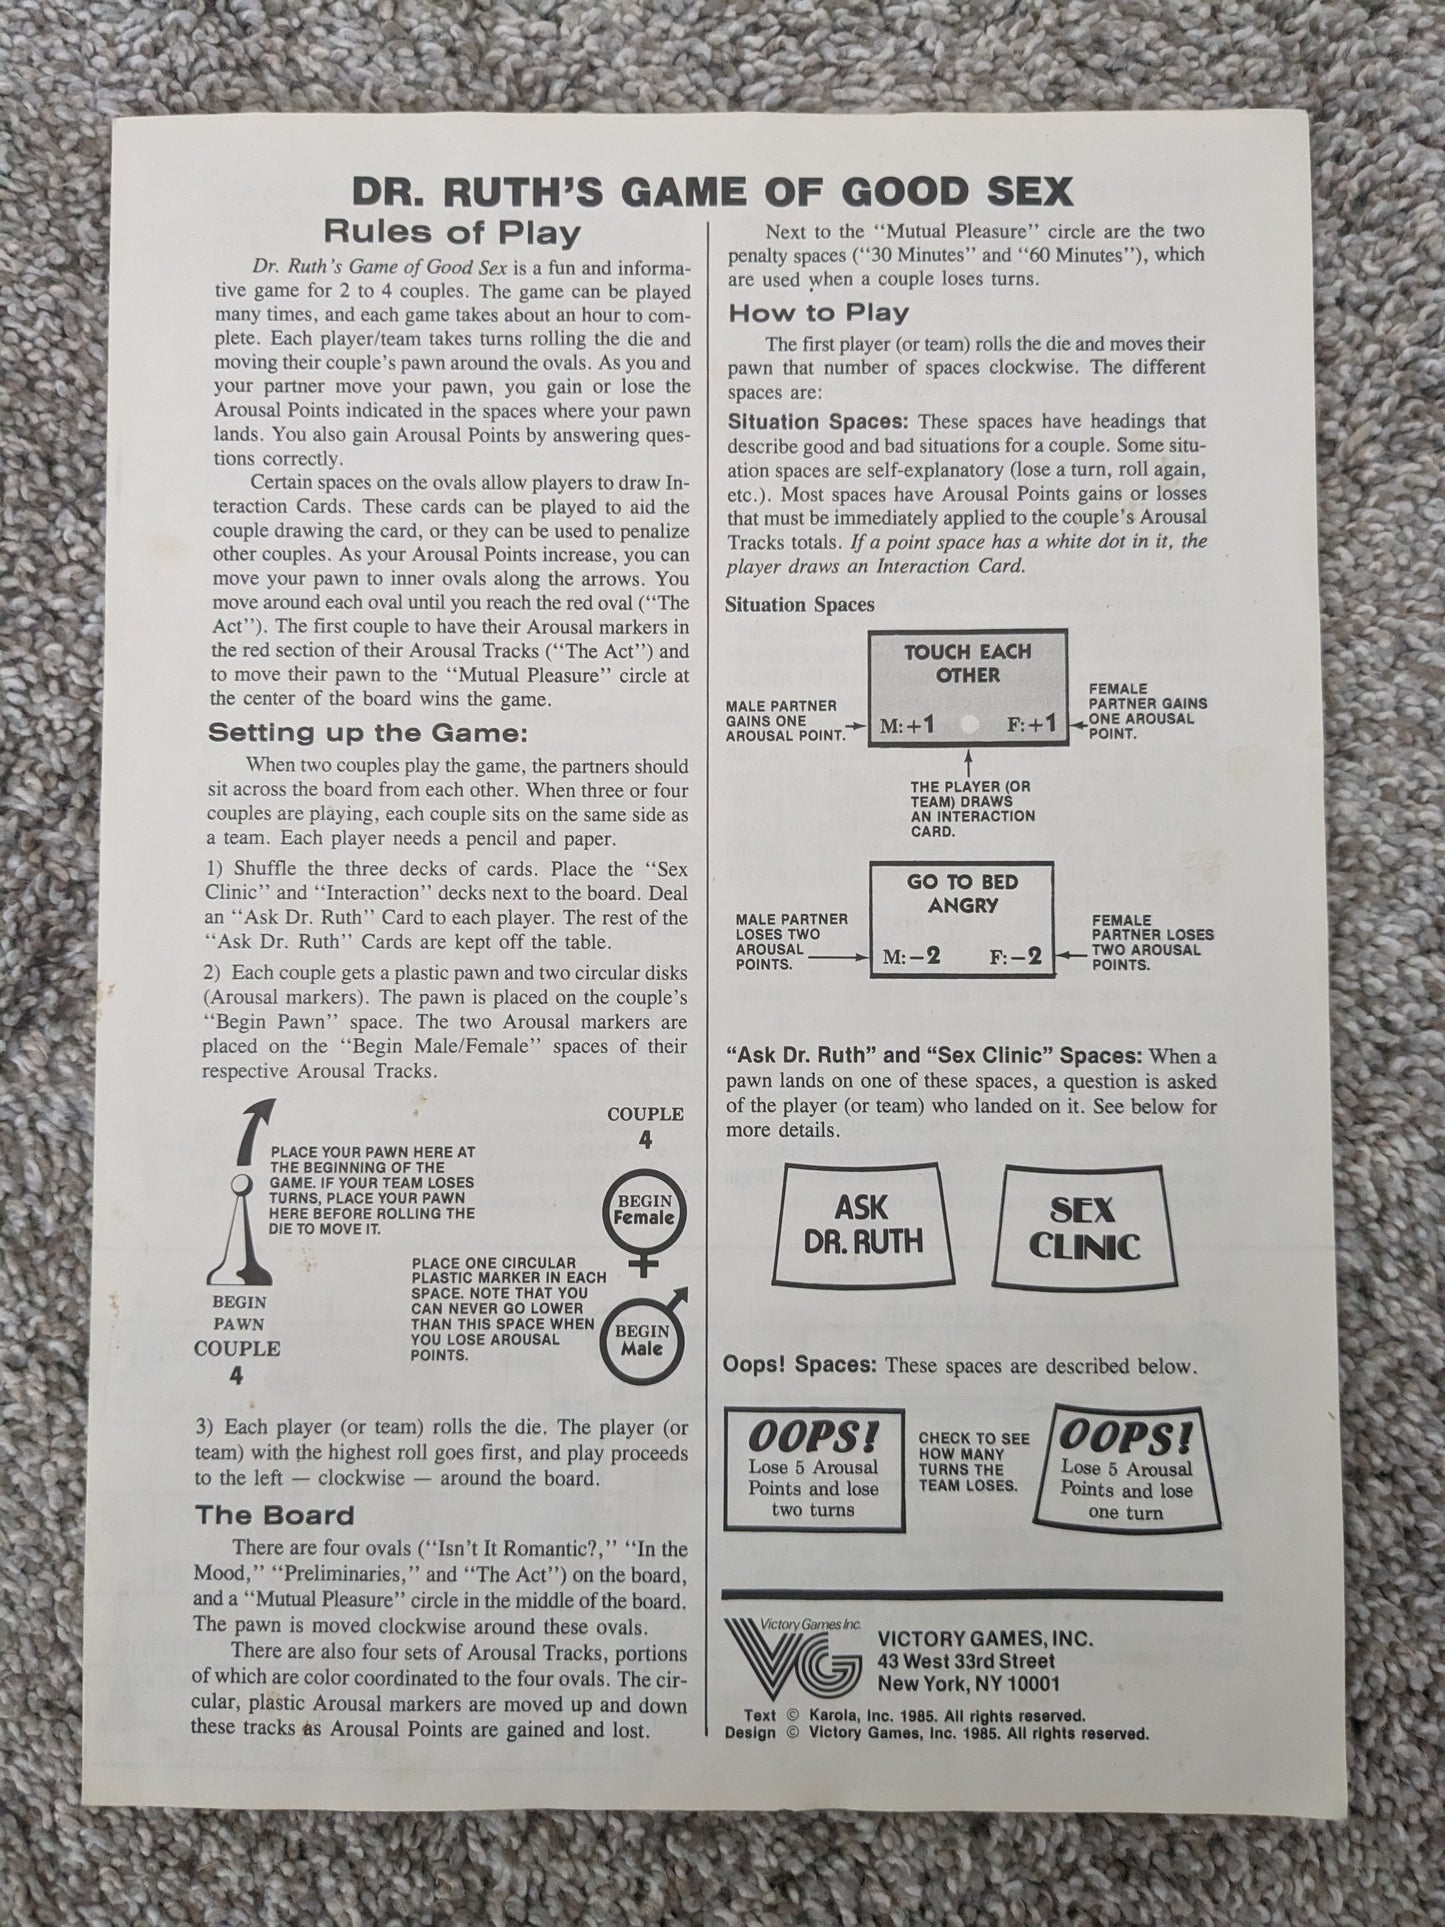 DR. RUTH'S GAME OF GOOD SEX
Rules of Play
Dr. Ruth's Game of Good Sex is a fun and informa-
tive game for 2 to 4 couples. The game can be played
many times, and each game takes about an hour to com-
plete. Each player/team takes turns rolling the die and
moving their couple's pawn around the ovals. As you and
your partner move your pawn, you gain or lose the
Arousal Points indicated in the spaces where your pawn
lands. You also gain Arousal Points by answering ques-
tions correctly.
Certain spaces on the ovals allow players to draw In-
teraction Cards. These cards can be played to aid the
couple drawing the card, or they can be used to penalize
other couples. As your Arousal Points increase, you can
move your pawn to inner ovals along the arrows. You
move around each oval until you reach the red oval (‘‘The
Act’’). The first couple to have their Arousal markers in
the red section of their Arousal Tracks (‘‘The Act’’) and
to move their pawn to the ‘‘Mutual Pleasure’’ circle at
the center of the board wins the game.
Setting up the Game:
When two couples play the game, the partners should
sit across the board from each other. When three or four
couples are playing, each couple sits on the same side as
a team. Each player needs a pencil and paper.
1) Shuffle the three decks of cards. Place the ‘‘Sex
Clinic’’ and ‘‘Interaction’’ decks next to the board. Deal
an ‘‘Ask Dr. Ruth’’ Card to each player. The rest of the
‘‘Ask Dr. Ruth’’ Cards are kept off the table.
2) Each couple gets a plastic pawn and two circular disks
(Arousal markers). The pawn is placed on the couple's
‘‘Begin Pawn’’ space. The two Arousal markers are
placed on the ‘‘Begin Male/Female’’ spaces of their
respective Arousal Tracks.
PLACE YOUR PAWN HERE AT
THE BEGINNING OF THE
GAME. IF YOUR TEAM LOSES
TURNS, PLACE YOUR PAWN
HERE BEFORE ROLLING THE
DIE TO MOVE IT.
BEGIN
PAWN
COUPLE
4
COUPLE
4
BEGIN
Female
PLACE ONE CIRCULAR
PLASTIC MARKER IN EACH
SPACE. NOTE THAT YOU
CAN NEVER GO LOWER
THAN THIS SPACE WHEN
YOU LOSE AROUSAL
POINTS.
BEGIN
Male
3) Each player (or team) rolls the die. The player (or
team) with the highest roll goes first, and play proceeds
to the left — clockwise — around the board.
The Board
There are four ovals (‘‘Isn't It Romantic?,’’ ‘‘In the
Mood,’’ ‘‘Preliminaries,’’ and ‘‘The Act’’) on the board,
and a ‘‘Mutual Pleasure’’ circle in the middle of the board.
The pawn is moved clockwise around these ovals.
There are also four sets of Arousal Tracks, portions
of which are color coordinated to the four ovals. The cir-
cular, plastic Arousal markers are moved up and down
these tracks as Arousal Points are gained and lost.
Next to the ‘‘Mutual Pleasure’’ circle are the two
penalty spaces (‘‘30 Minutes’’ and ‘‘60 Minutes’’), which
are used when a couple loses turns.
How to Play
The first player (or team) rolls the die and moves their
pawn that number of spaces clockwise. The different
spaces are:
Situation Spaces: These spaces have headings that
describe good and bad situations for a couple. Some situ-
ation spaces are self-explanatory (lose a turn, roll again,
etc.). Most spaces have Arousal Points gains or losses
that must be immediately applied to the couple's Arousal
Tracks totals. If a point space has a white dot in it, the
player draws an Interaction Card.
Situation Spaces
TOUCH EACH
OTHER
M:+1 F:+1
MALE PARTNER
GAINS ONE
AROUSAL POINT.
FEMALE
PARTNER GAINS
ONE AROUSAL
POINT.
THE PLAYER (OR
TEAM) DRAWS
AN INTERACTION
CARD.
GO TO BED
ANGRY
M:−2 F:−2
MALE PARTNER
LOSES TWO
AROUSAL
POINTS.
FEMALE
PARTNER LOSES
TWO AROUSAL
POINTS.
“Ask Dr. Ruth” and “Sex Clinic” Spaces: When a
pawn lands on one of these spaces, a question is asked
of the player (or team) who landed on it. See below for
more details.
ASK
DR. RUTH
SEX
CLINIC
Oops! Spaces: These spaces are described below.
OOPS!
Lose 5 Arousal
Points and lose
two turns
CHECK TO SEE
HOW MANY
TURNS THE
TEAM LOSES.
OOPS!
Lose 5 Arousal
Points and lose
one turn
Victory Games Inc.
VG
VICTORY GAMES, INC.
43 West 33rd Street
New York, NY 10001
Text © Karola, Inc. 1985. All rights reserved.
Design © Victory Games, Inc. 1985. All rights reserved.